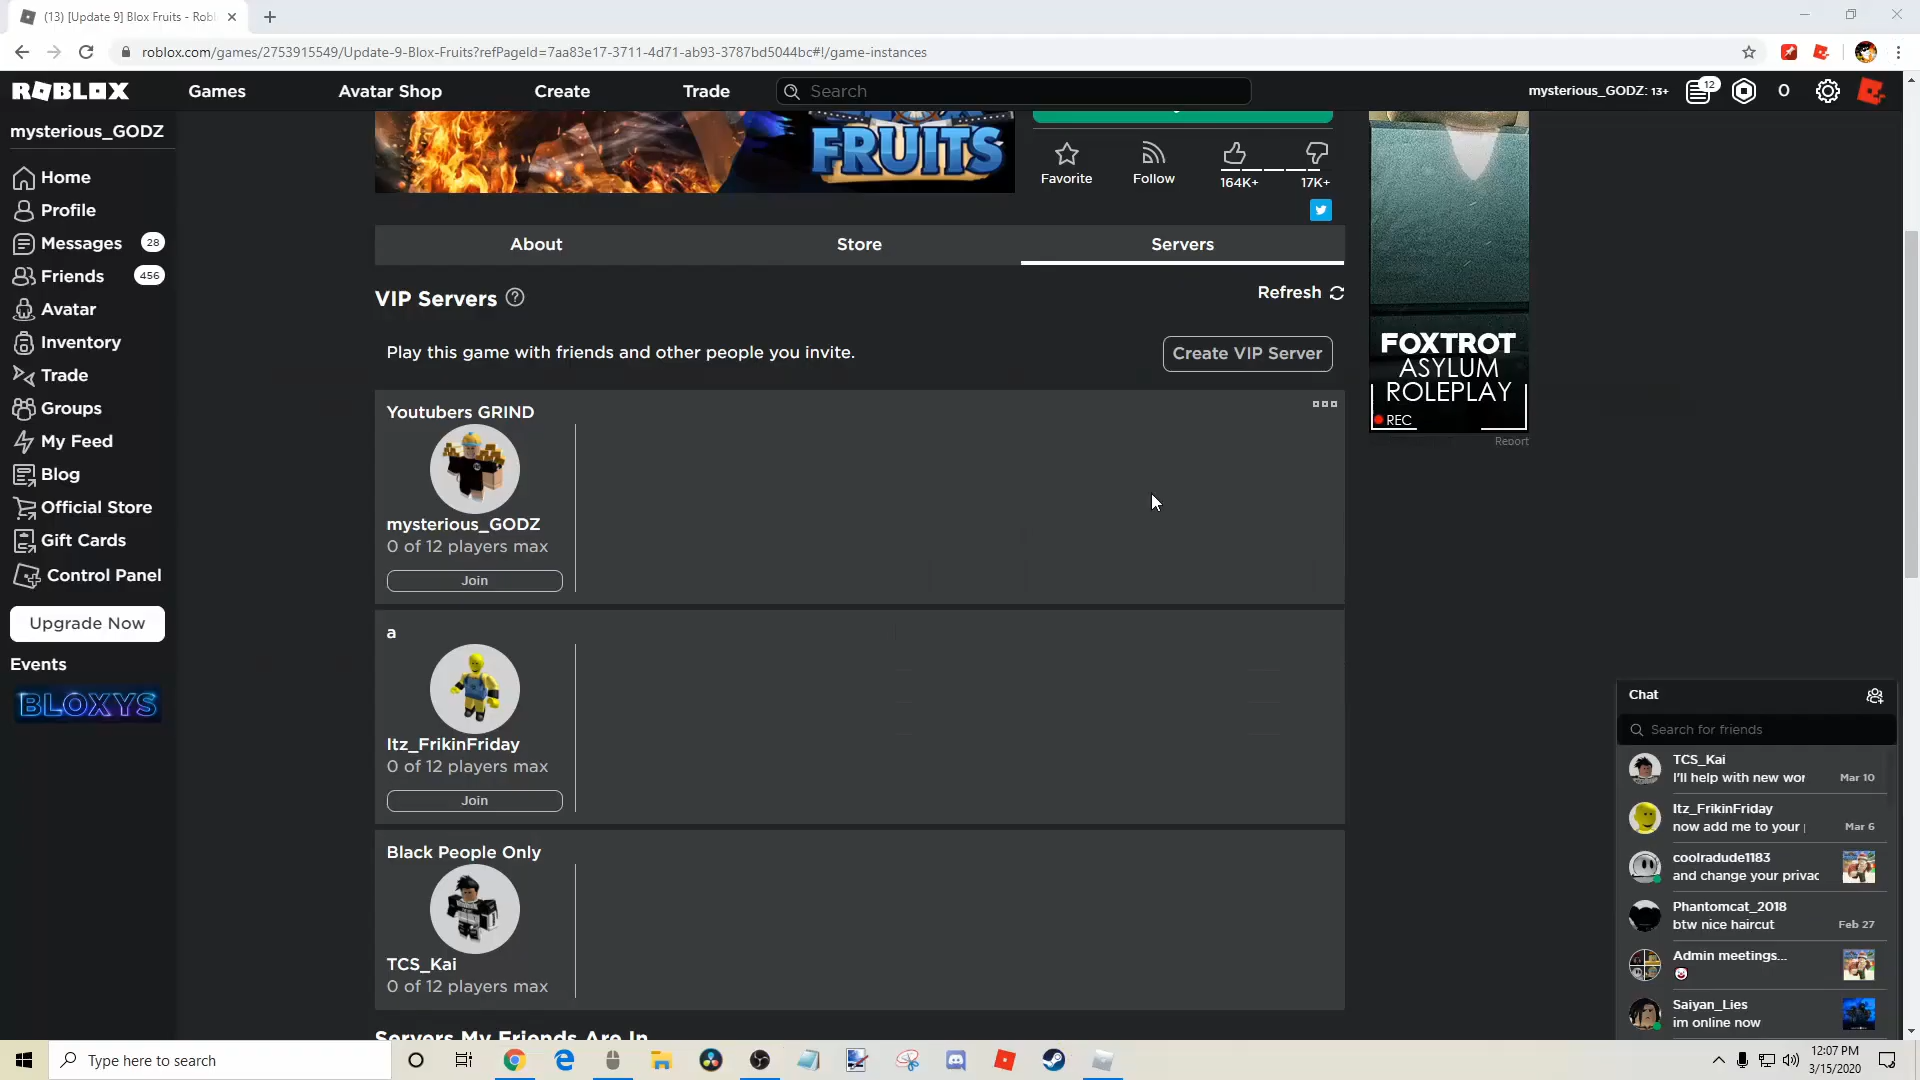 (13) [Update 9] Blox Fruits - Robl
roblox.com/games/2753915549/Update-9-Blox-Fruits?refPageId=7aa83e17-3711-4d71-ab93-3787bd5044bc#!/game-instances
ROBLOX
Games
Avatar Shop
Create
Trade
Search
mysterious_GODZ: 13+
12
0
mysterious_GODZ
Home
Profile
Messages
28
Friends
456
Avatar
Inventory
Trade
Groups
My Feed
Blog
Official Store
Gift Cards
Control Panel
Upgrade Now
Events
BLOXYS
FRUITS
Favorite
Follow
164K+
17K+
About
Store
Servers
VIP Servers
Refresh
Play this game with friends and other people you invite.
Create VIP Server
Youtubers GRIND
mysterious_GODZ
0 of 12 players max
Join
a
Itz_FrikinFriday
0 of 12 players max
Join
Black People Only
TCS_Kai
0 of 12 players max
Servers My Friends Are In
FOXTROT
ASYLUM
ROLEPLAY
REC
Report
Chat
Search for friends
TCS_Kai
I'll help with new wor
Mar 10
Itz_FrikinFriday
now add me to your
Mar 6
coolradude1183
and change your privac
Phantomcat_2018
btw nice haircut
Feb 27
Admin meetings...
Saiyan_Lies
im online now
Type here to search
12:07 PM
3/15/2020